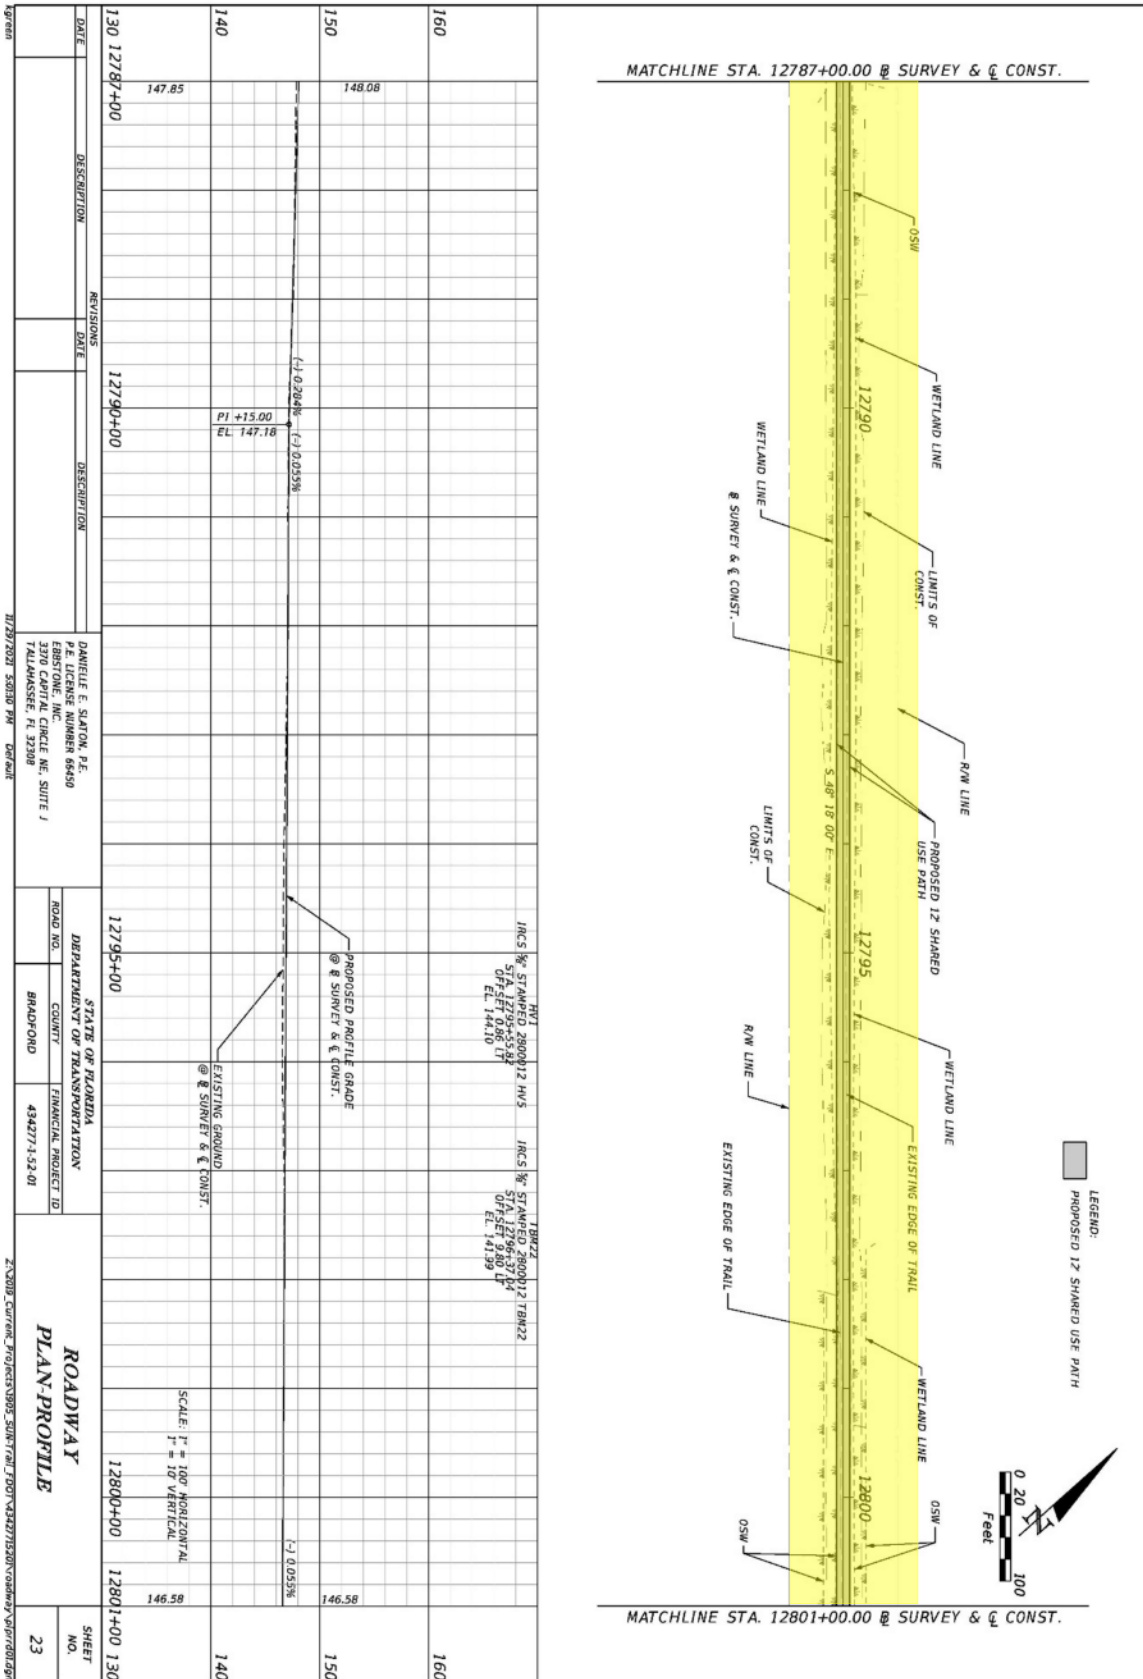 MATCHLINE STA. 12787+00.00 ⅊ SURVEY & ℄ CONST.
OSW
WETLAND LINE
12790
WETLAND LINE
LIMITS OF
CONST.
R/W LINE
PROPOSED 12' SHARED
USE PATH
12795
WETLAND LINE
EXISTING EDGE OF TRAIL
WETLAND LINE
12800
OSW
S 48° 18' 00" E
B SURVEY & ℄ CONST.
LIMITS OF
CONST.
R/W LINE
EXISTING EDGE OF TRAIL
OSW
LEGEND:
PROPOSED 12' SHARED USE PATH
N
0 20 100
Feet
MATCHLINE STA. 12801+00.00 B SURVEY & ℄ CONST.
160
150
140
130
148.08
147.85
(-) 0.204%
(-) 0.055%
PI +15.00
EL. 147.18
PROPOSED PROFILE GRADE
@ B SURVEY & ℄ CONST.
EXISTING GROUND
@ B SURVEY & ℄ CONST.
HV1
IRCS ⅝" STAMPED 2800012 HV5
STA. 12795+55.82
OFFSET 0.86 LT
EL. 144.10
TBM22
IRCS ⅝" STAMPED 2800012 TBM22
STA. 12796+37.04
OFFSET 9.80 LT
EL. 141.99
SCALE: 1" = 100' HORIZONTAL
1" = 10' VERTICAL
(-) 0.055%
146.58
146.58
160
150
140
130
12787+00
12790+00
12795+00
12800+00
12801+00
REVISIONS
DATE
DESCRIPTION
DATE
DESCRIPTION
DANIELLE E. SLATON, P.E.
P.E. LICENSE NUMBER 66450
EBBSTONE, INC.
3370 CAPITAL CIRCLE NE, SUITE J
TALLAHASSEE, FL 32308
STATE OF FLORIDA
DEPARTMENT OF TRANSPORTATION
ROAD NO.
COUNTY
FINANCIAL PROJECT ID
BRADFORD
434277-1-52-01
ROADWAY
PLAN-PROFILE
SHEET
NO.
23
kgreen
11/29/2021
PM
Default